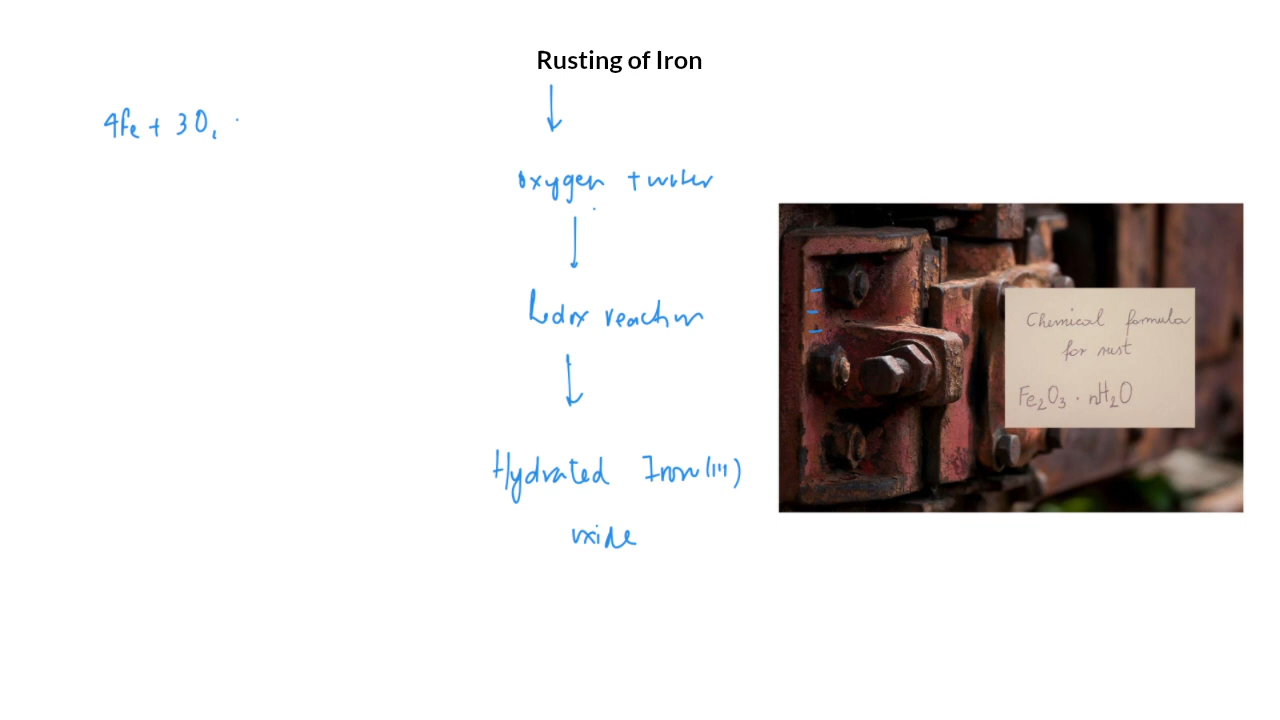 Rusting of Iron
4Fe + 3O₂
oxygen + water
Redox reaction
Hydrated Iron(III)
oxide
Chemical formula
for rust
Fe₂O₃ · nH₂O